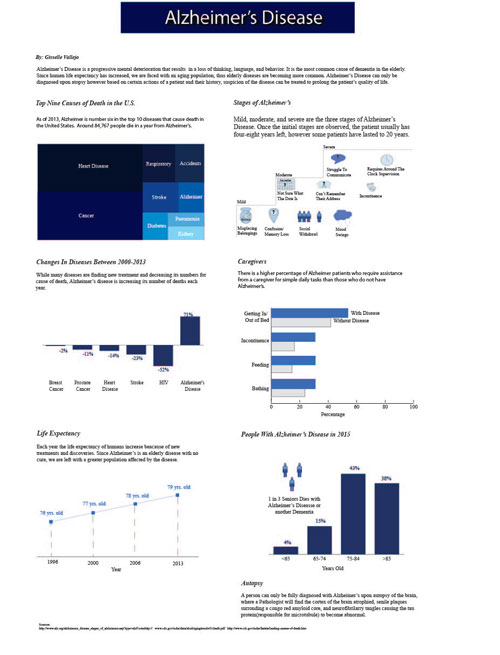 Alzheimer's Disease
By: Gisselle Vallejo
Alzheimer's Disease is a progressive mental deterioration that results in a loss of thinking, language, and behavior. It is the most common cause of dementia in the elderly.
Since human life expectancy has increased, we are faced with an aging population, thus elderly diseases are becoming more common. Alzheimer's Disease can only be
diagnosed upon autopsy however based on certain actions of a patient and their history, suspicion of the disease can be treated to prolong the patient's quality of life.
Top Nine Causes of Death in the U.S.
As of 2013, Alzheimer is number six in the top 10 diseases that cause death in
the United States. Around 84,767 people die in a year from Alzheimer's.
Heart Disease
Respiratory
Accidents
Cancer
Stroke
Alzheimer
Diabetes
Pneumonia
Kidney
Stages of Alzheimer's
Mild, moderate, and severe are the three stages of Alzheimer's
Disease. Once the initial stages are observed, the patient usually has
four-eight years left, however some patients have lasted to 20 years.
Severe
Struggle To
Communicate
Requires Around The
Clock Supervision
Moderate
Not Sure What
The Date Is
Can't Remember
Their Address
Incontinence
Mild
Misplacing
Belongings
Confusion/
Memory Loss
Social
Withdrawl
Mood
Swings
Changes In Diseases Between 2000-2013
While many diseases are finding new treatment and decreasing its numbers for
cause of death, Alzheimer's disease is increasing its number of deaths each
year.
71%
-2%
-11%
-14%
-23%
-52%
Breast
Cancer
Prostate
Cancer
Heart
Disease
Stroke
HIV
Alzheimer's
Disease
Caregivers
There is a higher percentage of Alzheimer patients who require assistance
from a caregiver for simple daily tasks than those who do not have
Alzheimer's.
Getting In/
Out of Bed
With Disease
Without Disease
Incontinence
Feeding
Bathing
0 20 40 60 80 100
Percentage
Life Expectancy
Each year the life expectancy of humans increase beacause of new
treatments and discoveries. Since Alzheimer's is an elderly disease with no
cure, we are left with a greater population affected by the disease.
76 yrs. old
77 yrs. old
78 yrs. old
79 yrs. old
1996 2000 2006 2013
Year
People With Alzheimer's Disease in 2015
1 in 3 Seniors Dies with
Alzheimer's Disease or
another Dementia
4%
15%
43%
38%
<65 65-74 75-84 >85
Years Old
Autopsy
A person can only be fully diagnosed with Alzheimer's upon autopsy of the brain,
where a Pathologist will find the cortex of the brain atrophied, senile plaques
surrounding a congo red amyloid core, and neurofibrilarry tangles causing the tau
protein(responsible for microtubule) to become abnormal.
Sources: